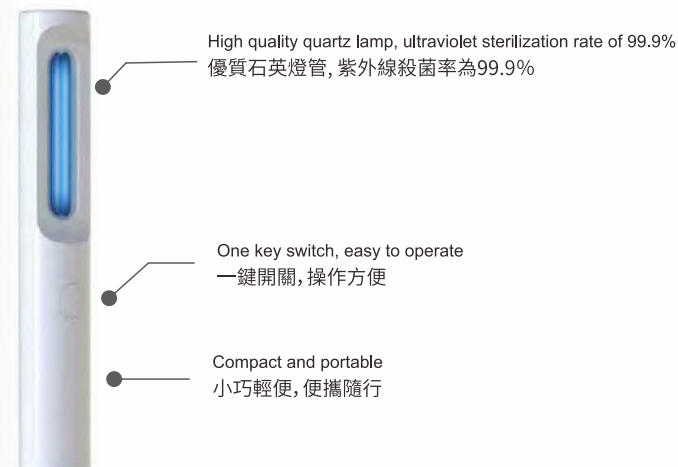 High quality quartz lamp, ultraviolet sterilization rate of 99.9%
優質石英燈管, 紫外線殺菌率為99.9%
One key switch, easy to operate
一鍵開關, 操作方便
Compact and portable
小巧輕便, 便攜隨行